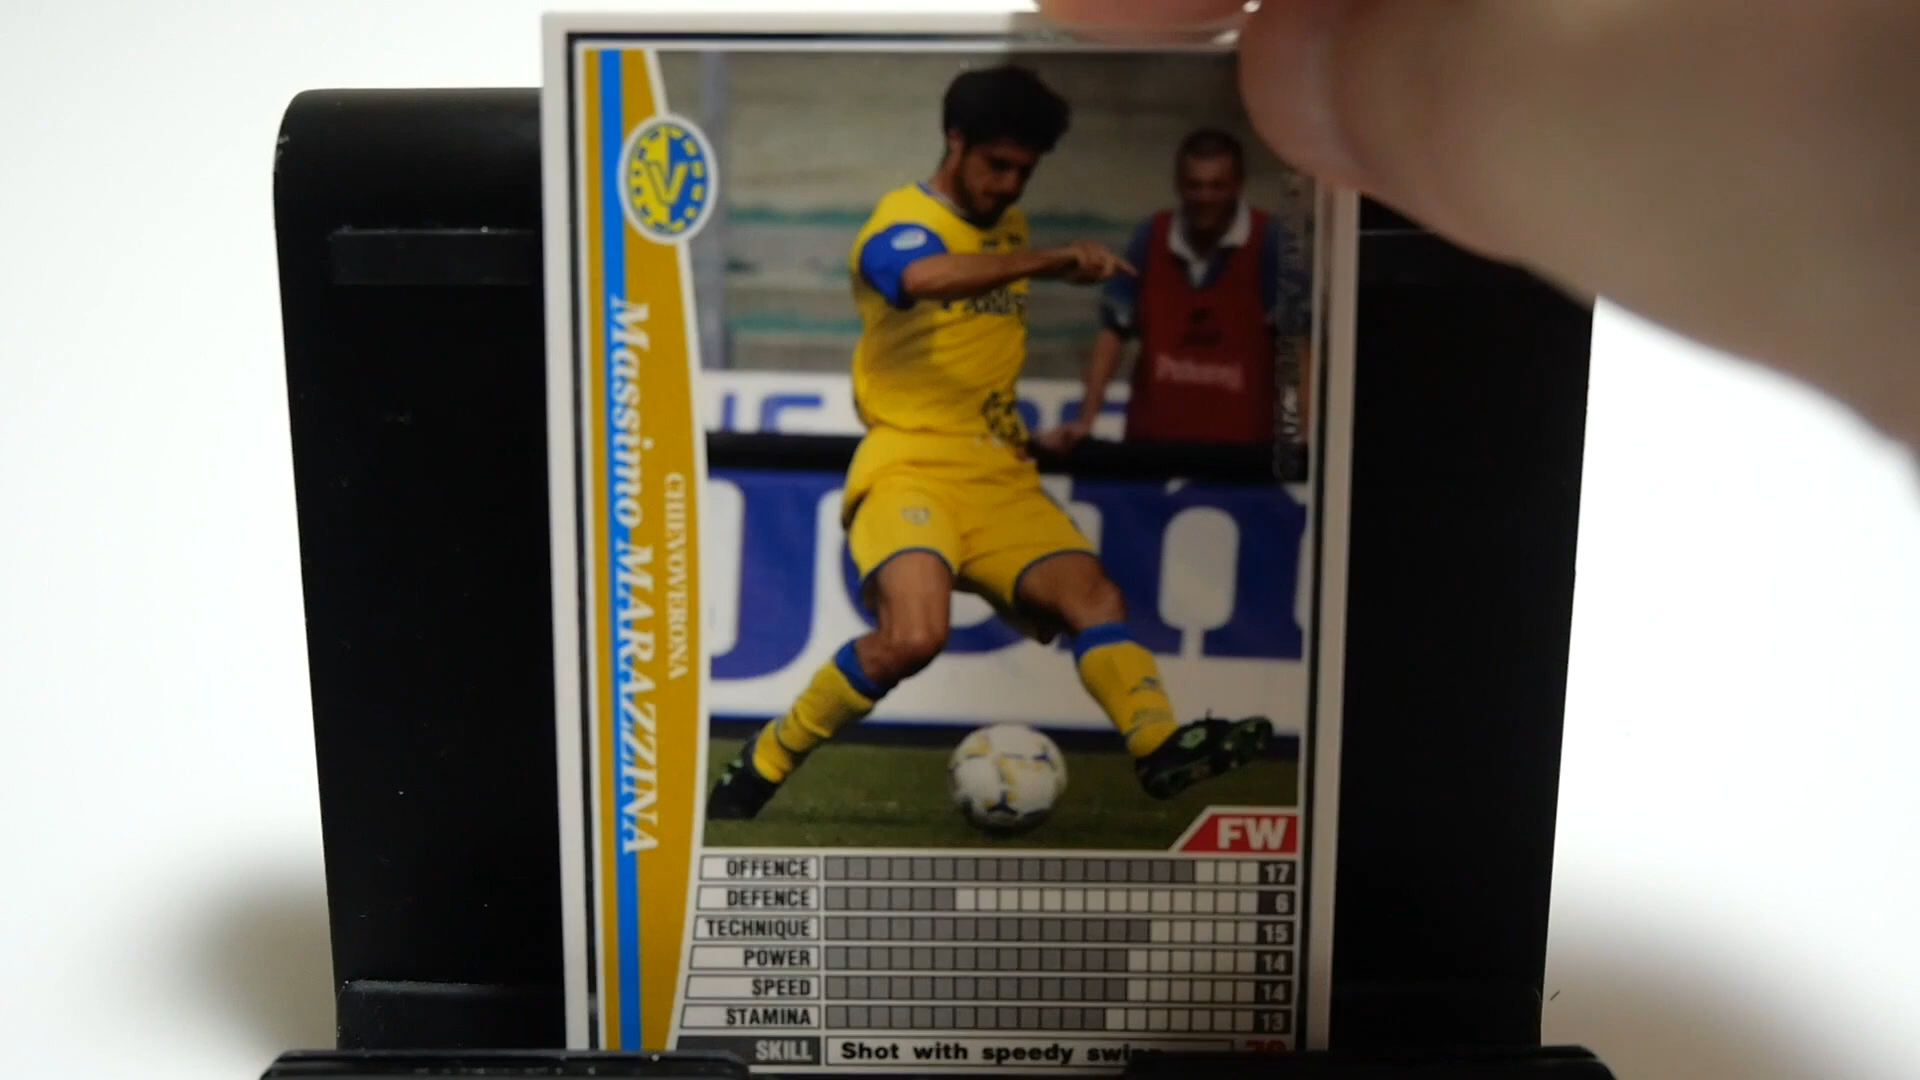 Massimo MARAZZINA
CHIEVOVERONA
V
FW
OFFENCE 17
DEFENCE 6
TECHNIQUE 15
POWER 14
SPEED 14
STAMINA 13
SKILL Shot with speedy swing